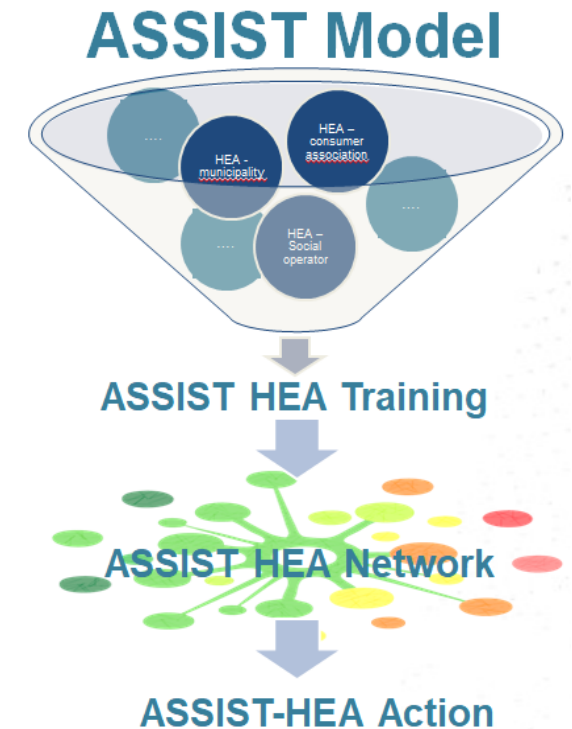 ASSIST Model
....
HEA -
municipality
HEA –
consumer
association
....
....
HEA –
Social
operator
ASSIST HEA Training
ASSIST HEA Network
ASSIST-HEA Action